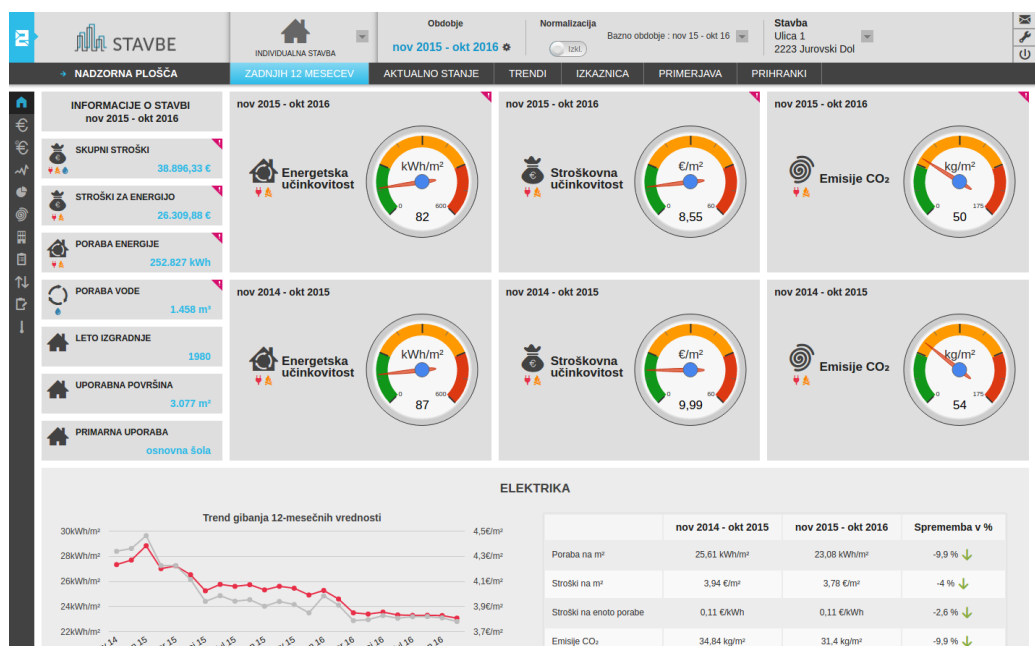 STAVBE
INDIVIDUALNA STAVBA
Obdobje
nov 2015 - okt 2016
Normalizacija
Izkl.
Bazno obdobje : nov 15 - okt 16
Stavba
Ulica 1
2223 Jurovski Dol
NADZORNA PLOŠČA
ZADNJIH 12 MESECEV
AKTUALNO STANJE
TRENDI
IZKAZNICA
PRIMERJAVA
PRIHRANKI
INFORMACIJE O STAVBI
nov 2015 - okt 2016
SKUPNI STROŠKI
38.896,33 €
STROŠKI ZA ENERGIJO
26.309,88 €
PORABA ENERGIJE
252.827 kWh
PORABA VODE
1.458 m³
LETO IZGRADNJE
1980
UPORABNA POVRŠINA
3.077 m²
PRIMARNA UPORABA
osnovna šola
nov 2015 - okt 2016
Energetska
učinkovitost
kWh/m²
0 600
82
nov 2015 - okt 2016
Stroškovna
učinkovitost
€/m²
0 60
8,55
nov 2015 - okt 2016
Emisije CO₂
kg/m²
0 175
50
nov 2014 - okt 2015
Energetska
učinkovitost
kWh/m²
0 600
87
nov 2014 - okt 2015
Stroškovna
učinkovitost
€/m²
0 60
9,99
nov 2014 - okt 2015
Emisije CO₂
kg/m²
0 175
54
ELEKTRIKA
Trend gibanja 12-mesečnih vrednosti
30kWh/m² 4,5€/m²
28kWh/m² 4,3€/m²
26kWh/m² 4,1€/m²
24kWh/m² 3,9€/m²
22kWh/m² 3,7€/m²
nov 2014 - okt 2015 nov 2015 - okt 2016 Sprememba v %
Poraba na m² 25,61 kWh/m² 23,08 kWh/m² -9,9 %
Stroški na m² 3,94 €/m² 3,78 €/m² -4 %
Stroški na enoto porabe 0,11 €/kWh 0,11 €/kWh -2,6 %
Emisije CO₂ 34,84 kg/m² 31,4 kg/m² -9,9 %